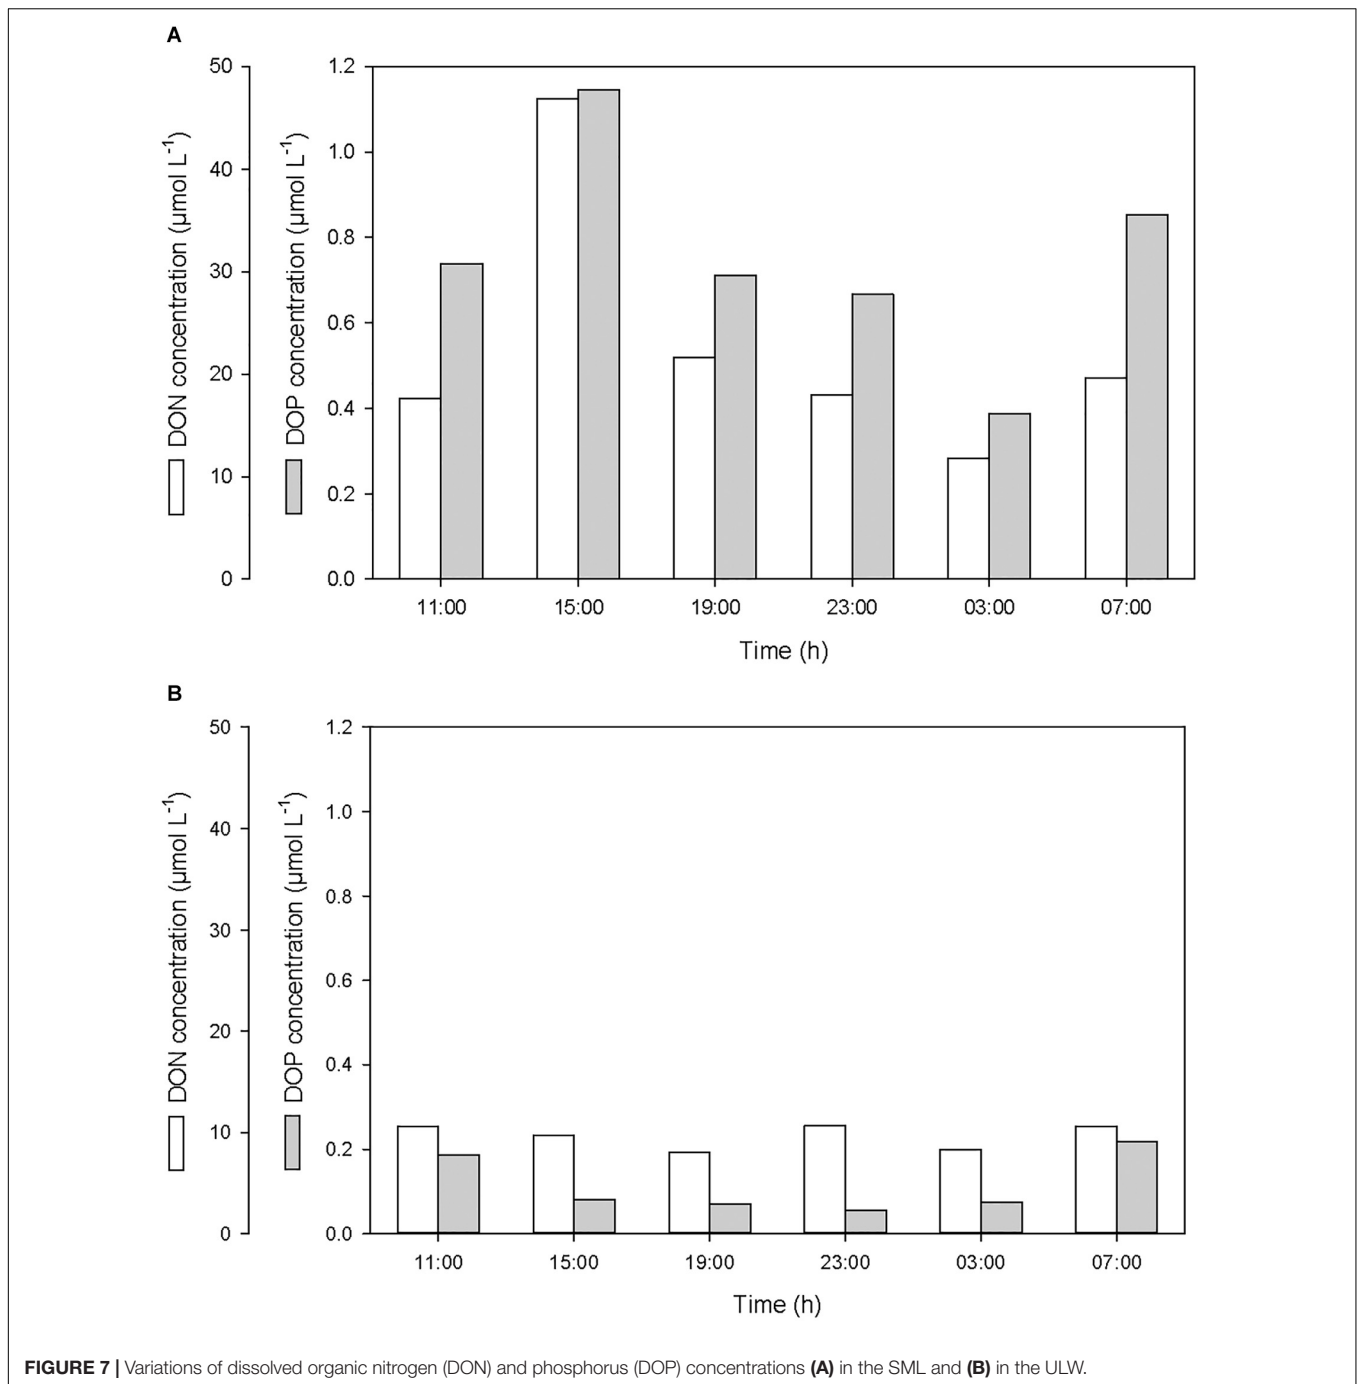 A
50
40
30
20
10
0
DON concentration (µmol L⁻¹)
1.2
1.0
0.8
0.6
0.4
0.2
0.0
DOP concentration (µmol L⁻¹)
11:00 15:00 19:00 23:00 03:00 07:00
Time (h)
B
50
40
30
20
10
0
DON concentration (µmol L⁻¹)
1.2
1.0
0.8
0.6
0.4
0.2
0.0
DOP concentration (µmol L⁻¹)
11:00 15:00 19:00 23:00 03:00 07:00
Time (h)
FIGURE 7 | Variations of dissolved organic nitrogen (DON) and phosphorus (DOP) concentrations (A) in the SML and (B) in the ULW.